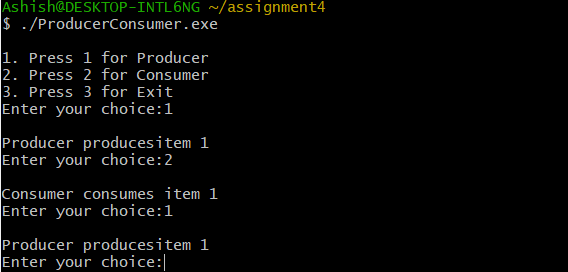 Ashish@DESKTOP-INTL6NG ~/assignment4
$ ./ProducerConsumer.exe
1. Press 1 for Producer
2. Press 2 for Consumer
3. Press 3 for Exit
Enter your choice:1
Producer producesitem 1
Enter your choice:2
Consumer consumes item 1
Enter your choice:1
Producer producesitem 1
Enter your choice: